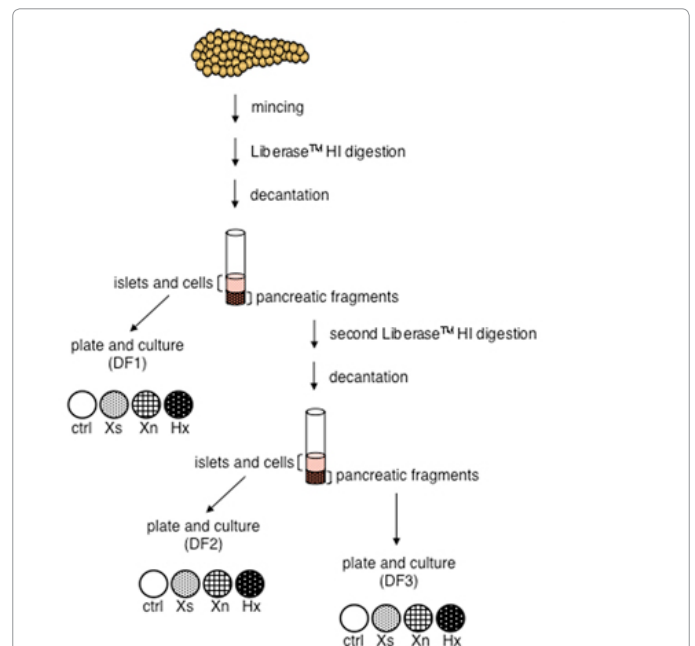 mincing
Liberase™ HI digestion
decantation
islets and cells
pancreatic fragments
plate and culture
(DF1)
second Liberase™ HI digestion
decantation
ctrl Xs Xn Hx
islets and cells
pancreatic fragments
plate and culture
(DF2)
plate and culture
(DF3)
ctrl Xs Xn Hx
ctrl Xs Xn Hx